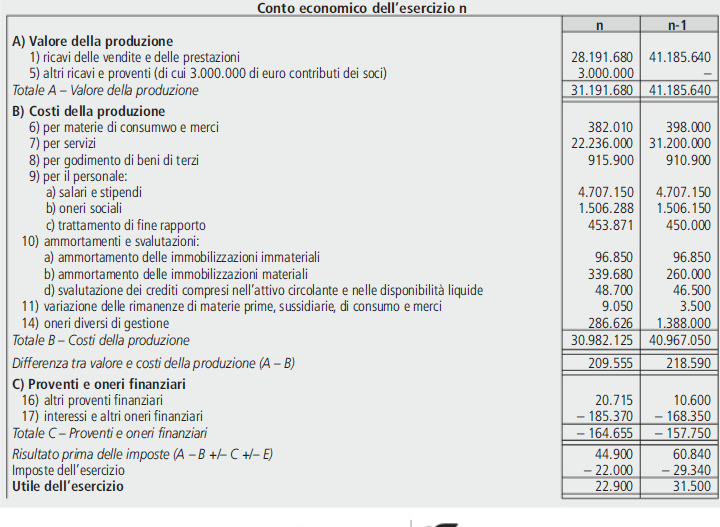 Conto economico dell'esercizio n
n n-1
A) Valore della produzione
1) ricavi delle vendite e delle prestazioni 28.191.680 41.185.640
5) altri ricavi e proventi (di cui 3.000.000 di euro contributi dei soci) 3.000.000 –
Totale A – Valore della produzione 31.191.680 41.185.640
B) Costi della produzione
6) per materie di consumwo e merci 382.010 398.000
7) per servizi 22.236.000 31.200.000
8) per godimento di beni di terzi 915.900 910.900
9) per il personale:
a) salari e stipendi 4.707.150 4.707.150
b) oneri sociali 1.506.288 1.506.150
c) trattamento di fine rapporto 453.871 450.000
10) ammortamenti e svalutazioni:
a) ammortamento delle immobilizzazioni immateriali 96.850 96.850
b) ammortamento delle immobilizzazioni materiali 339.680 260.000
d) svalutazione dei crediti compresi nell'attivo circolante e nelle disponibilità liquide 48.700 46.500
11) variazione delle rimanenze di materie prime, sussidiarie, di consumo e merci 9.050 3.500
14) oneri diversi di gestione 286.626 1.388.000
Totale B – Costi della produzione 30.982.125 40.967.050
Differenza tra valore e costi della produzione (A – B) 209.555 218.590
C) Proventi e oneri finanziari
16) altri proventi finanziari 20.715 10.600
17) interessi e altri oneri finanziari – 185.370 – 168.350
Totale C – Proventi e oneri finanziari – 164.655 – 157.750
Risultato prima delle imposte (A – B +/– C +/– E) 44.900 60.840
Imposte dell'esercizio – 22.000 – 29.340
Utile dell'esercizio 22.900 31.500